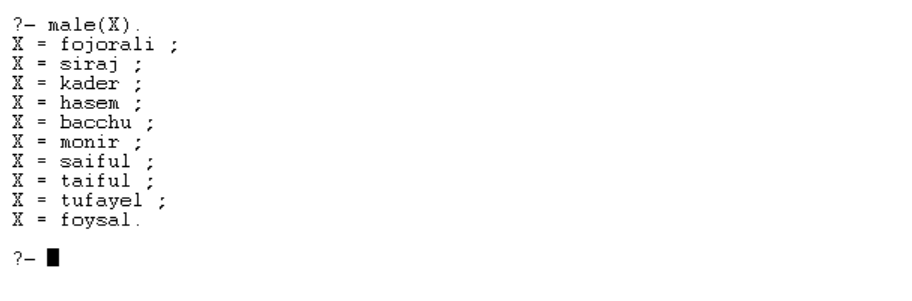 ?- male(X).
X = fojorali ;
X = siraj ;
X = kader ;
X = hasem ;
X = bacchu ;
X = monir ;
X = saiful ;
X = taiful ;
X = tufayel ;
X = foysal.
?-